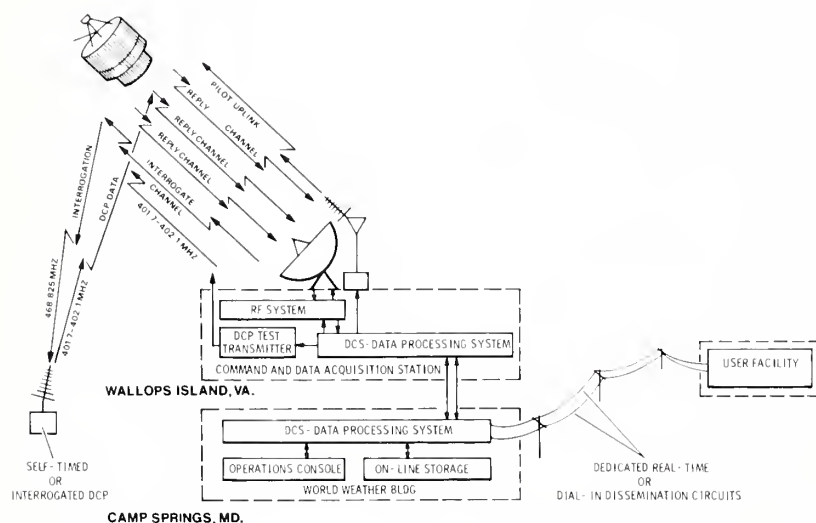 PILOT UPLINK
REPLY CHANNEL
REPLY CHANNEL
REPLY CHANNEL
INTERROGATE
CHANNEL
401.7-402.1 MHZ
INTERROGATION
DCP DATA
468.825 MHZ
401.7-402.1 MHZ
RF SYSTEM
DCP TEST
TRANSMITTER
DCS-DATA PROCESSING SYSTEM
COMMAND AND DATA ACQUISITION STATION
WALLOPS ISLAND, VA.
USER FACILITY
DCS-DATA PROCESSING SYSTEM
OPERATIONS CONSOLE
ON-LINE STORAGE
WORLD WEATHER BLDG
CAMP SPRINGS, MD.
SELF-TIMED
OR
INTERROGATED DCP
DEDICATED REAL-TIME
OR
DIAL-IN DISSEMINATION CIRCUITS